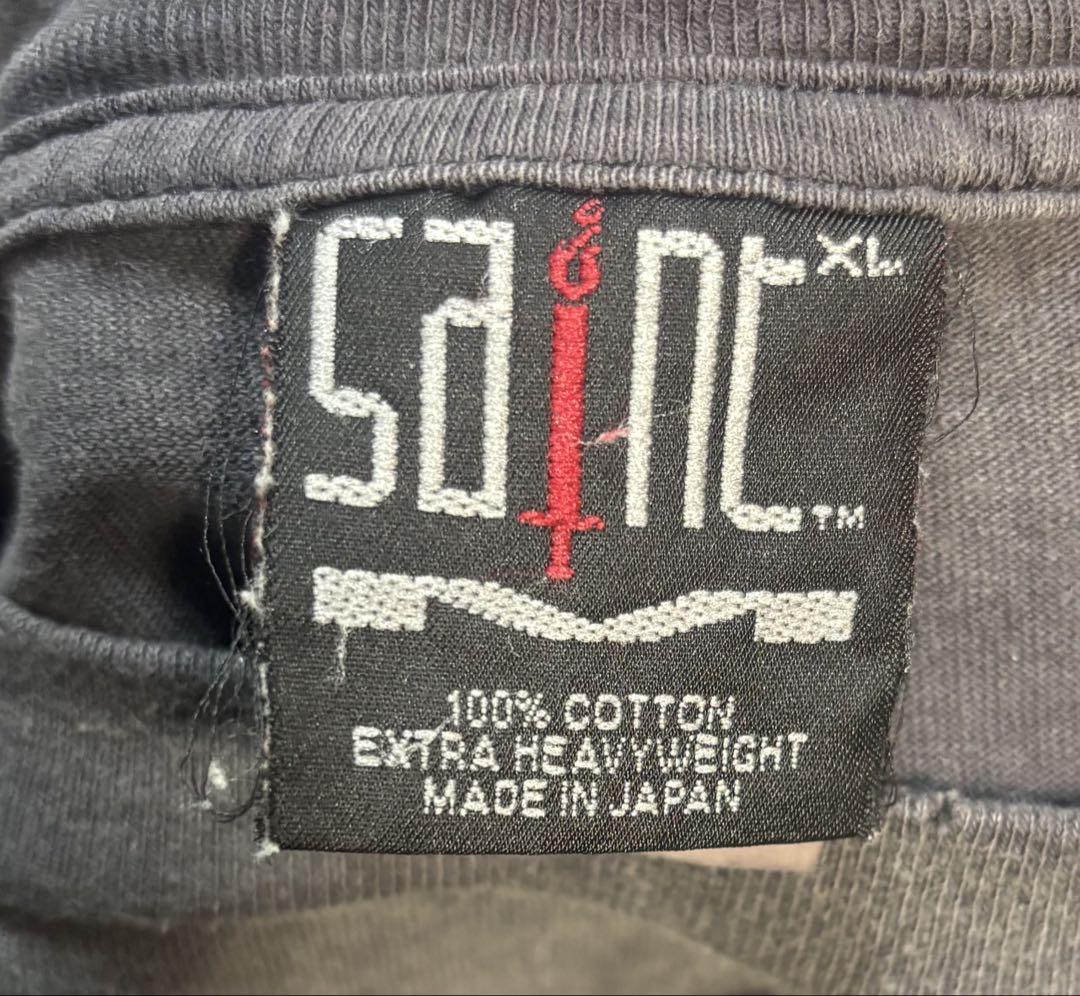 saint XL
TM
100% COTTON
EXTRA HEAVYWEIGHT
MADE IN JAPAN